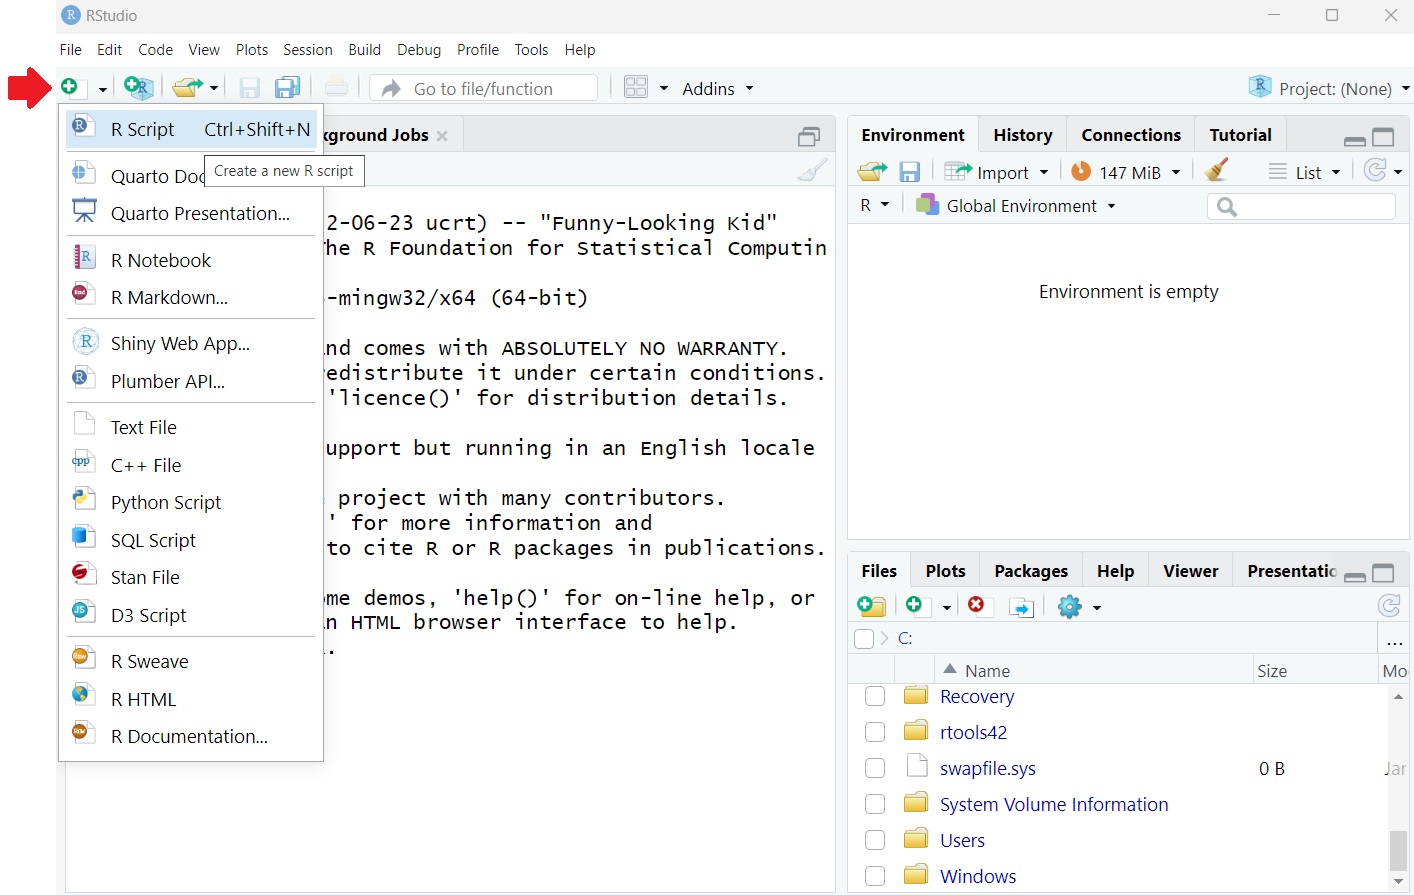 RStudio
File Edit Code View Plots Session Build Debug Profile Tools Help
Go to file/function
Addins
Project: (None)
R Script Ctrl+Shift+N
Create a new R script
Quarto Doc
Quarto Presentation...
R Notebook
R Markdown...
Shiny Web App...
Plumber API...
Text File
C++ File
Python Script
SQL Script
Stan File
D3 Script
R Sweave
R HTML
R Documentation...
kground Jobs
2-06-23 ucrt) -- "Funny-Looking Kid"
he R Foundation for Statistical Computin
-mingw32/x64 (64-bit)
nd comes with ABSOLUTELY NO WARRANTY.
edistribute it under certain conditions.
'licence()' for distribution details.
upport but running in an English locale
project with many contributors.
' for more information and
to cite R or R packages in publications.
ome demos, 'help()' for on-line help, or
n HTML browser interface to help.
.
Environment History Connections Tutorial
Import 147 MiB List
R Global Environment
Environment is empty
Files Plots Packages Help Viewer Presentatio
C: ...
Name Size Mo
Recovery
rtools42
swapfile.sys 0 B Jar
System Volume Information
Users
Windows